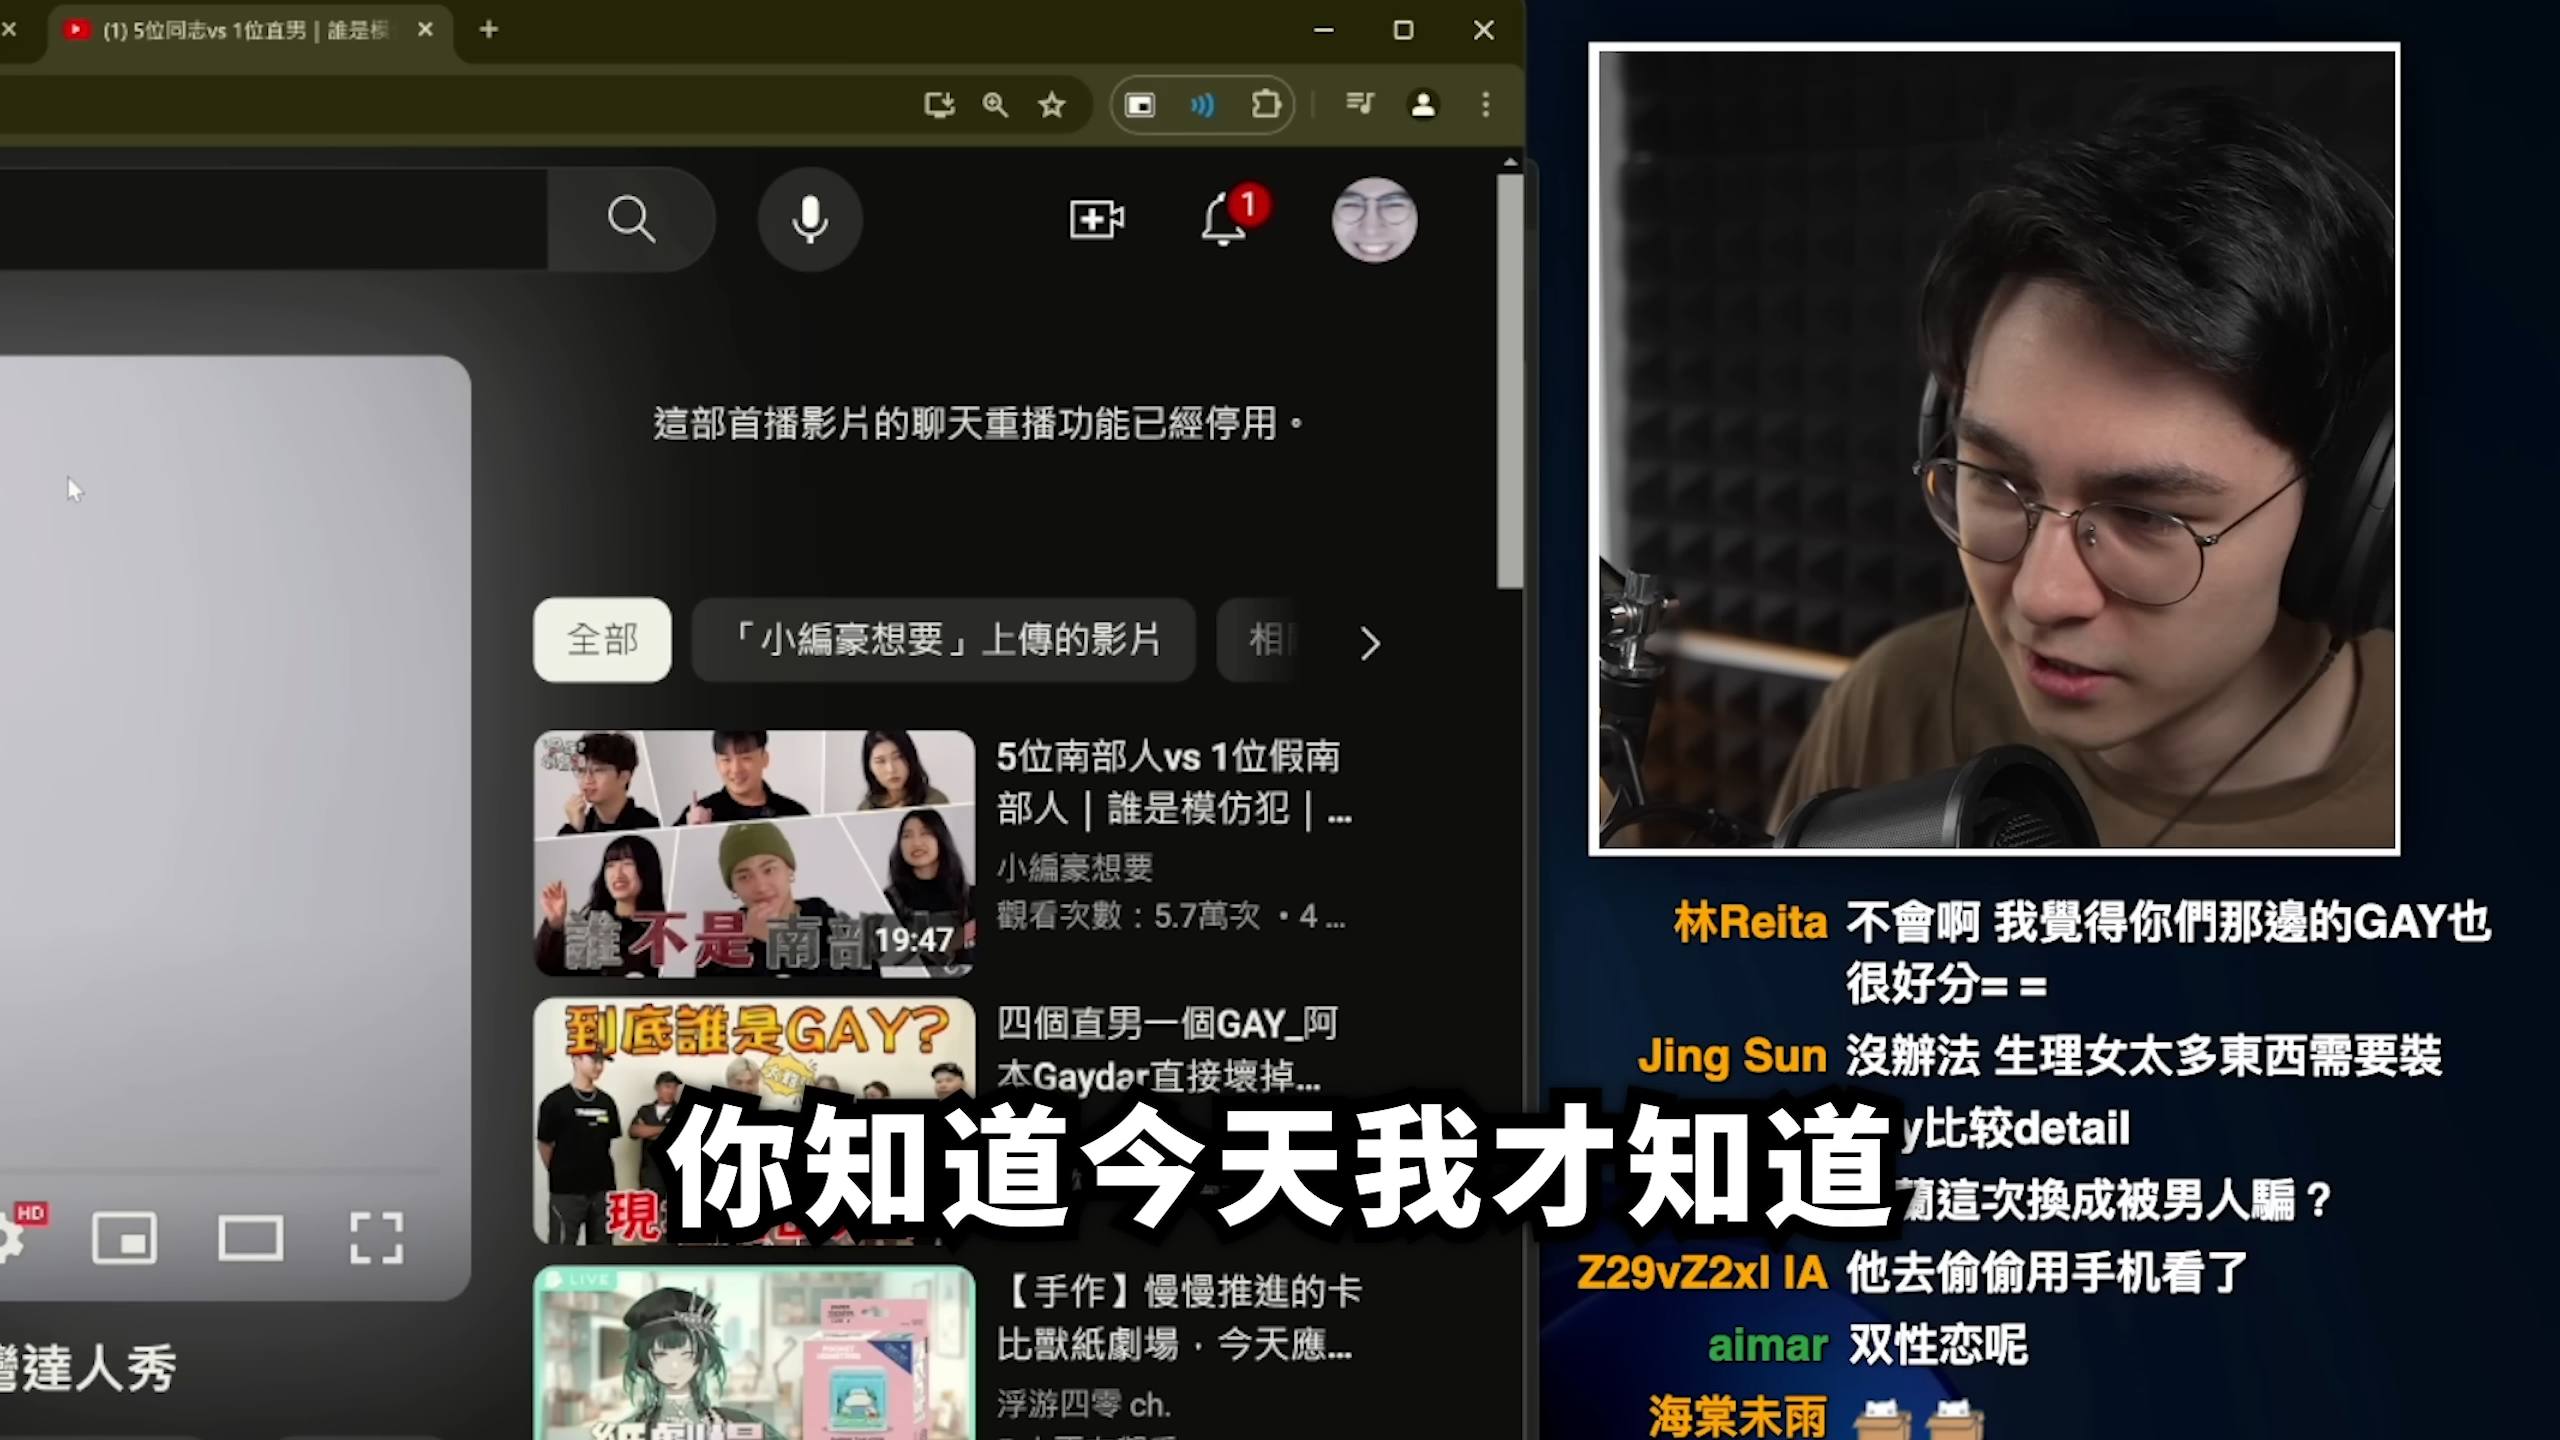 (1) 5位同志vs 1位直男｜誰是模
1
這部首播影片的聊天重播功能已經停用。
全部
「小編豪想要」上傳的影片
5位南部人vs 1位假南
部人｜誰是模仿犯｜...
小編豪想要
觀看次數：5.7萬次 ・4 ...
誰不是南部
19:47
到底誰是GAY?
四個直男一個GAY_阿
本Gaydar直接壞掉...
現
HD
你知道今天我才知道
LIVE
【手作】慢慢推進的卡
比獸紙劇場，今天應...
浮游四零 ch.
紙劇場
達人秀
林Reita 不會啊 我覺得你們那邊的GAY也
很好分= =
Jing Sun 沒辦法 生理女太多東西需要裝
y比较detail
蘭這次換成被男人騙？
Z29vZ2xl IA 他去偷偷用手机看了
aimar 双性恋呢
海棠未雨